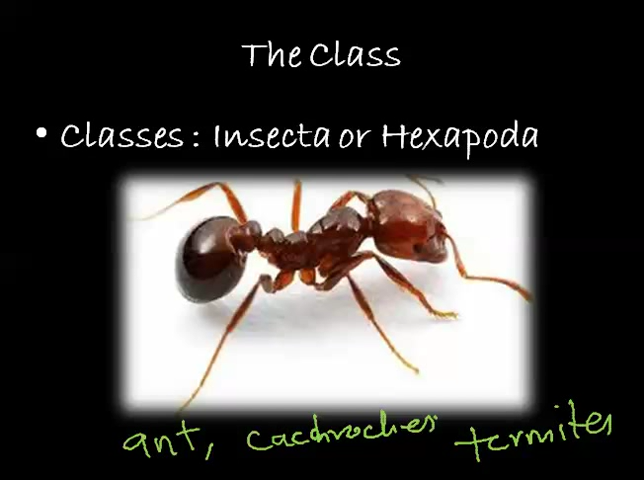 The Class
• Classes : Insecta or Hexapoda
ant, cachroches termites